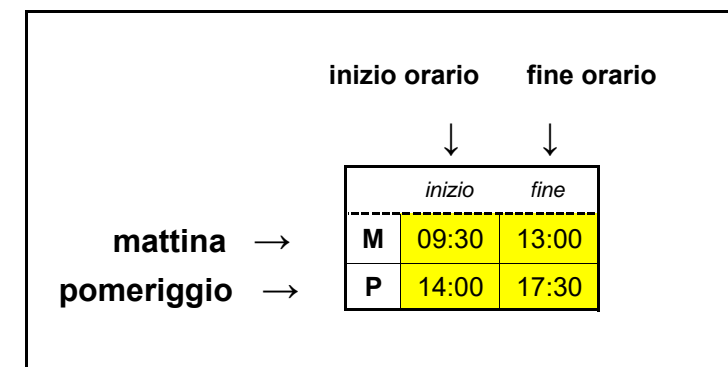 inizio orario fine orario
↓ ↓
inizio fine
mattina → M 09:30 13:00
pomeriggio → P 14:00 17:30